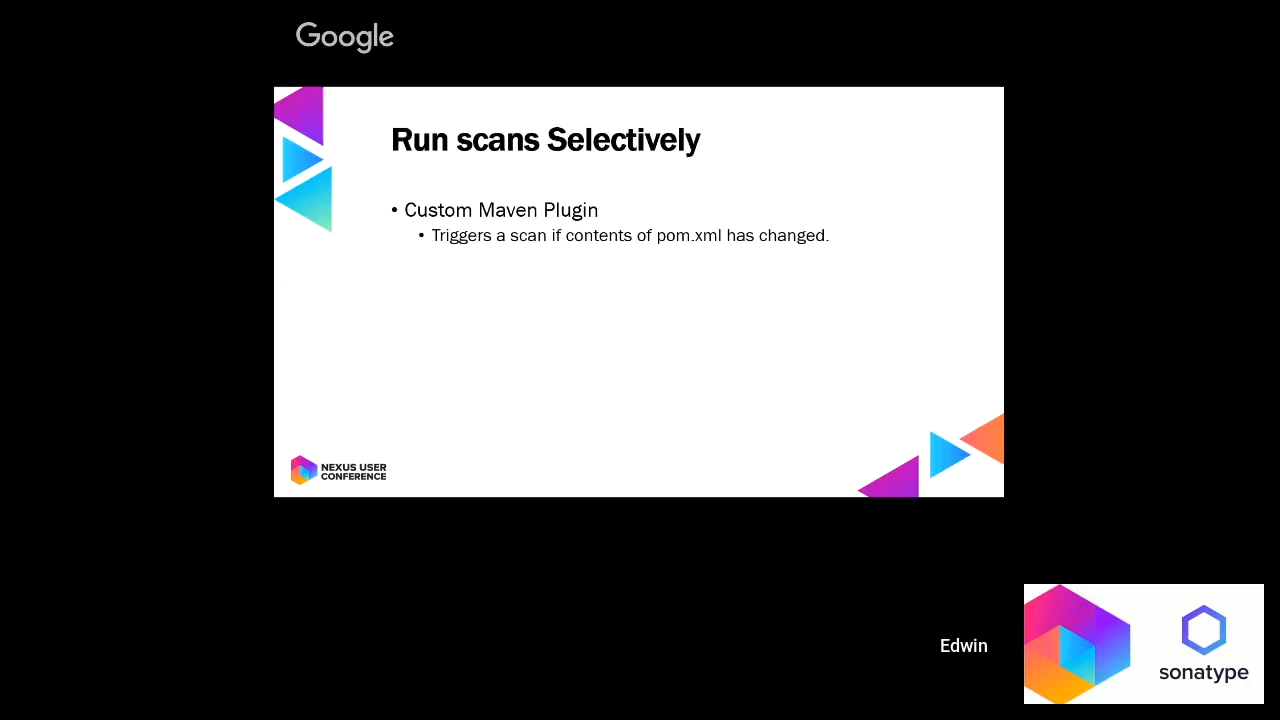 Google
Run scans Selectively
• Custom Maven Plugin
• Triggers a scan if contents of pom.xml has changed.
NEXUS USER
CONFERENCE
Edwin
sonatype